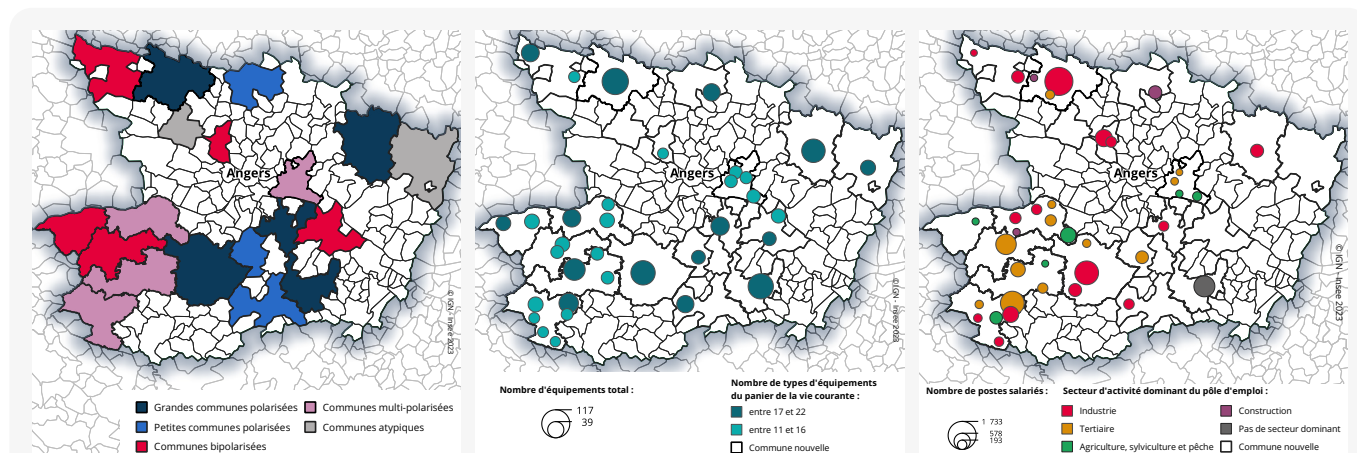 Angers
© IGN - Insee 2023
Grandes communes polarisées
Petites communes polarisées
Communes bipolarisées
Communes multi-polarisées
Communes atypiques
Angers
© IGN - Insee 2023
Nombre d'équipements total :
117
39
Nombre de types d'équipements
du panier de la vie courante :
entre 17 et 22
entre 11 et 16
Commune nouvelle
Angers
© IGN - Insee 2023
Nombre de postes salariés :
1 733
578
193
Secteur d'activité dominant du pôle d'emploi :
Industrie
Tertiaire
Agriculture, sylviculture et pêche
Construction
Pas de secteur dominant
Commune nouvelle